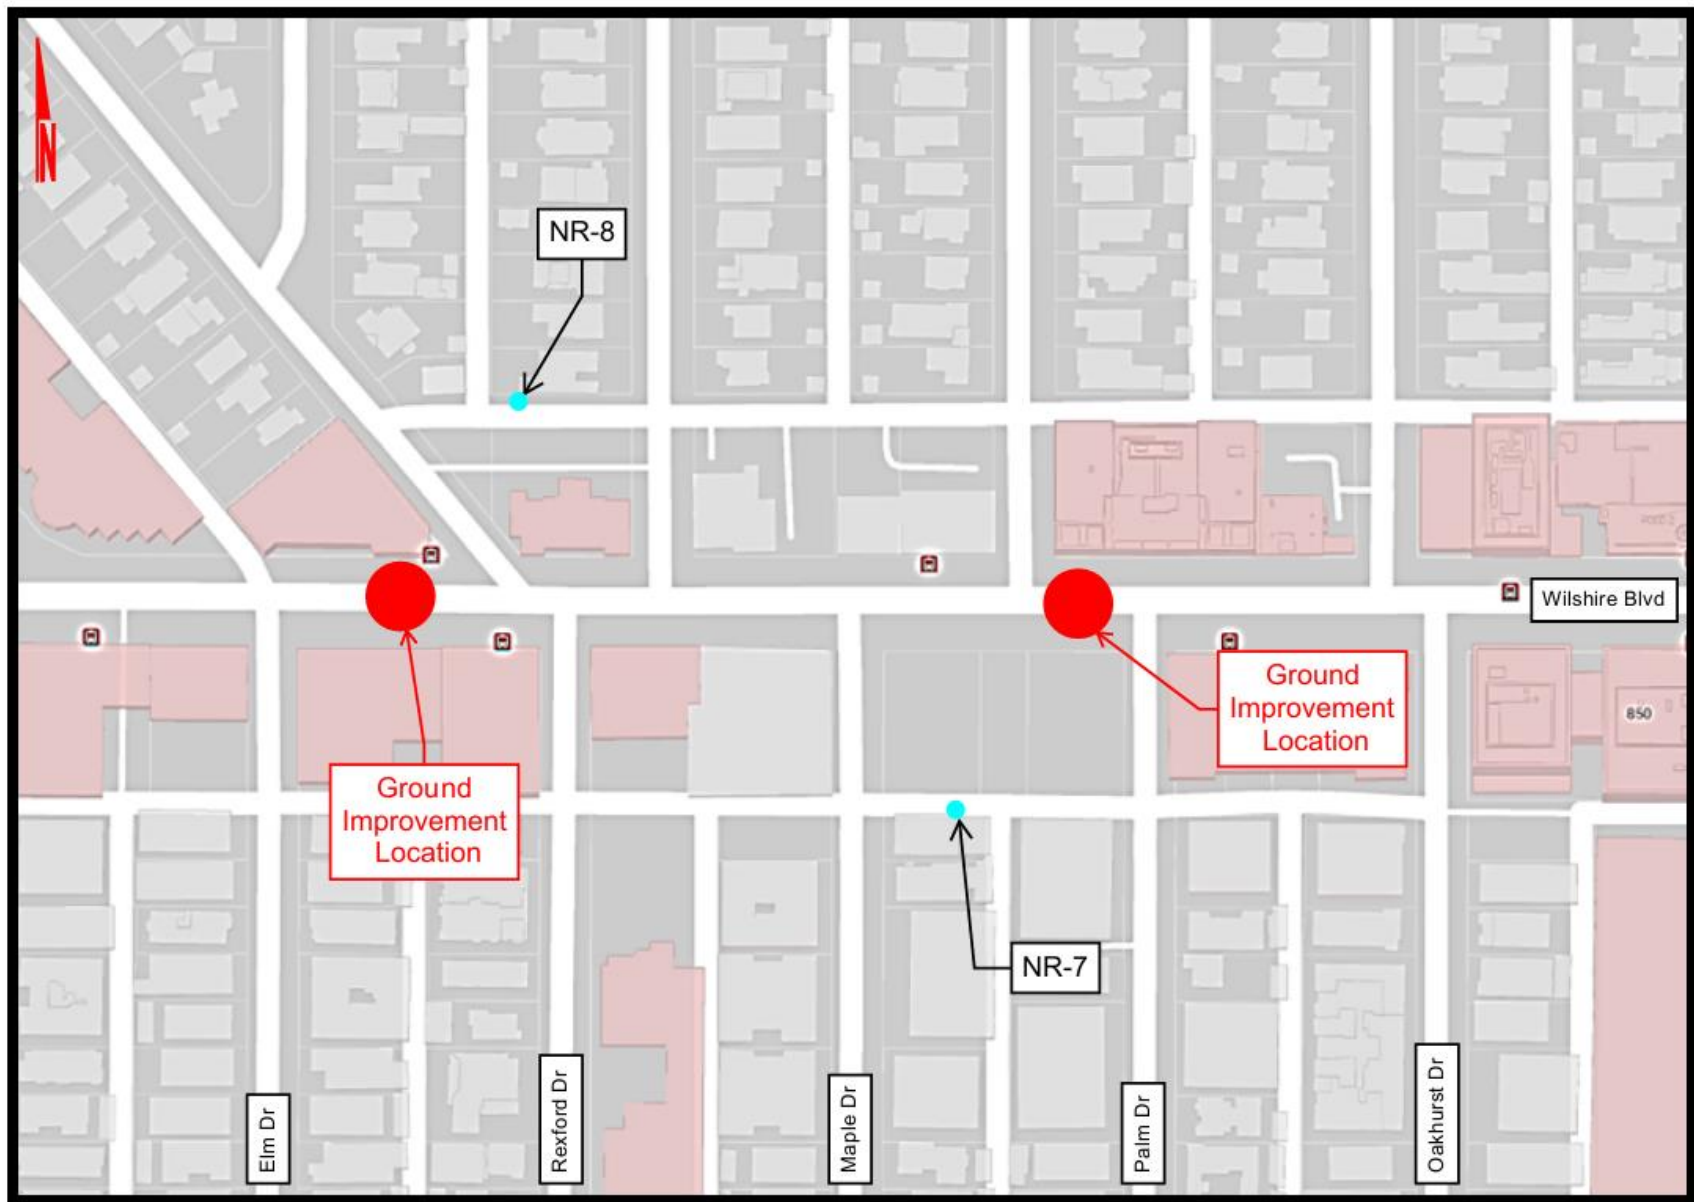 N
NR-8
Wilshire Blvd
Ground
Improvement
Location
850
Ground
Improvement
Location
NR-7
Elm Dr
Rexford Dr
Maple Dr
Palm Dr
Oakhurst Dr